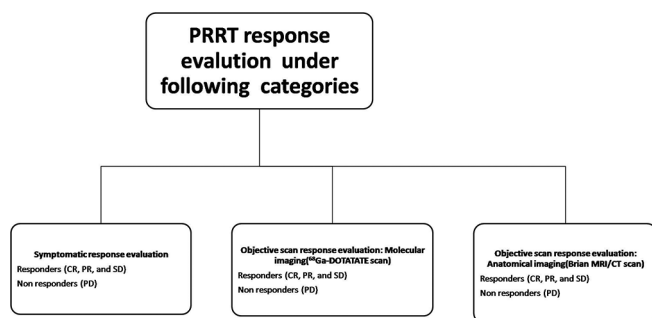 PRRT response
evalution under
following categories
Symptomatic response evaluation
Responders (CR, PR, and SD)
Non responders (PD)
Objective scan response evaluation: Molecular
imaging(⁶⁸Ga-DOTATATE scan)
Responders (CR, PR, and SD)
Non responders (PD)
Objective scan response evaluation:
Anatomical imaging(Brian MRI/CT scan)
Responders (CR, PR, and SD)
Non responders (PD)